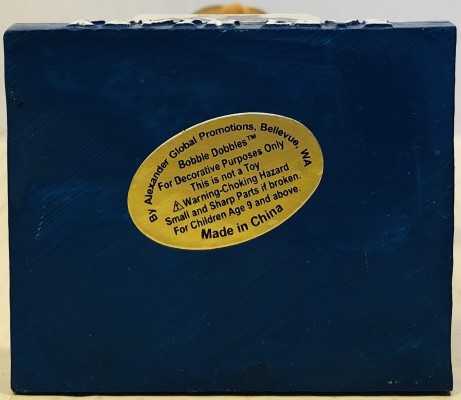 By Alexander Global Promotions, Bellevue, WA
Bobble Dobbles™
For Decorative Purposes Only
This is not a Toy
⚠Warning-Choking Hazard
Small and Sharp Parts if broken.
For Children Age 9 and above.
Made in China